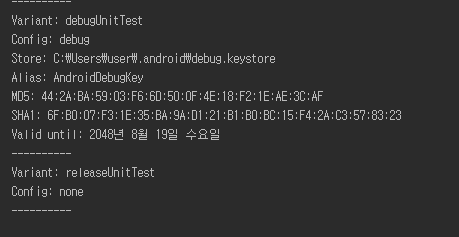 ----------
Variant: debugUnitTest
Config: debug
Store: C:₩Users₩user₩.android₩debug.keystore
Alias: AndroidDebugKey
MD5: 44:2A:BA:59:03:F6:6D:50:0F:4E:18:F2:1E:AE:3C:AF
SHA1: 6F:B0:07:F3:1E:35:BA:9A:D1:21:B1:B0:BC:15:F4:2A:C3:57:83:23
Valid until: 2048년 8월 19일 수요일
----------
Variant: releaseUnitTest
Config: none
----------